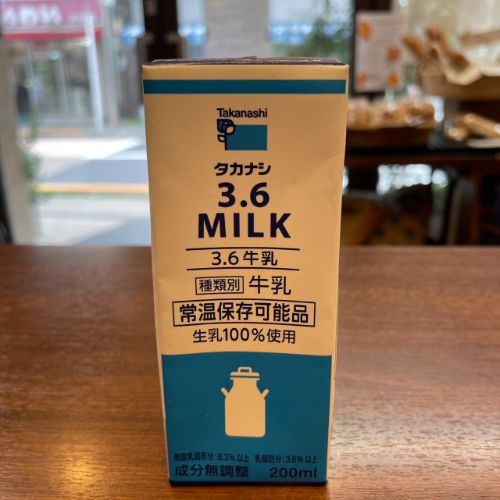 Takanashi
タカナシ
3.6
MILK
3.6牛乳
種類別 牛乳
常温保存可能品
生乳100%使用
無脂乳固形分:8.3%以上 乳脂肪分:3.6%以上
成分無調整 200ml